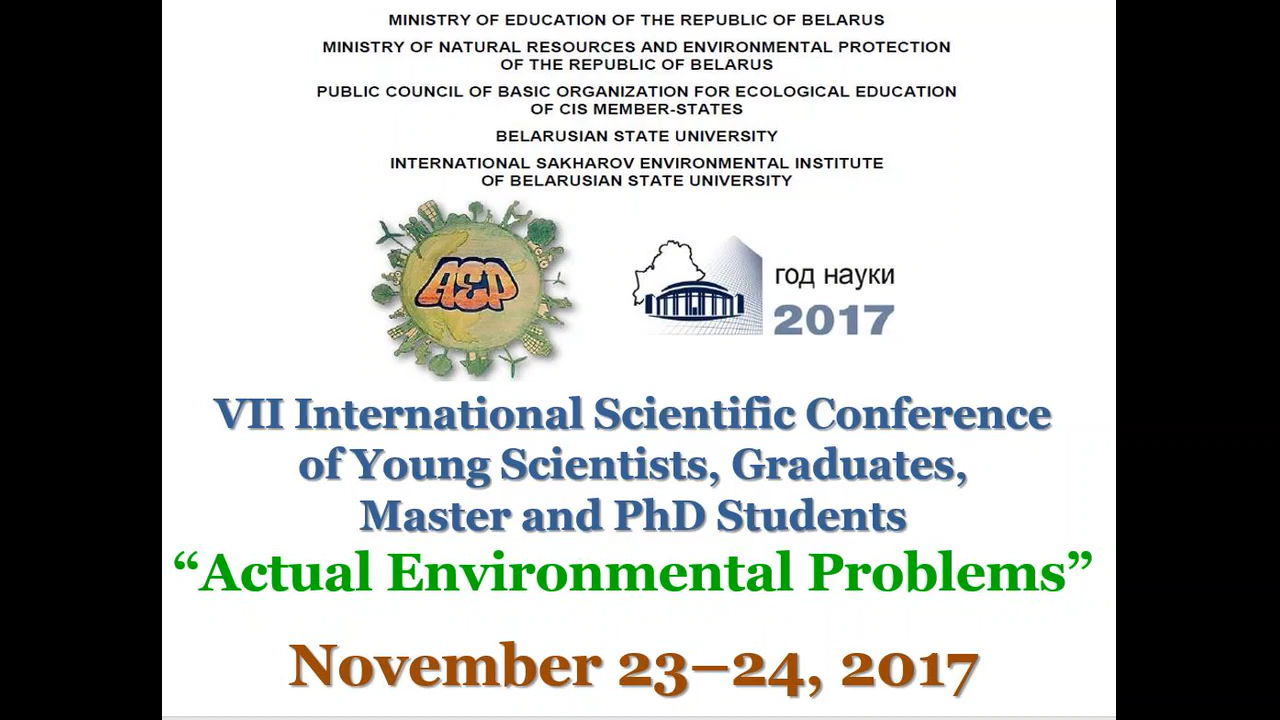 MINISTRY OF EDUCATION OF THE REPUBLIC OF BELARUS
MINISTRY OF NATURAL RESOURCES AND ENVIRONMENTAL PROTECTION
OF THE REPUBLIC OF BELARUS
PUBLIC COUNCIL OF BASIC ORGANIZATION FOR ECOLOGICAL EDUCATION
OF CIS MEMBER-STATES
BELARUSIAN STATE UNIVERSITY
INTERNATIONAL SAKHAROV ENVIRONMENTAL INSTITUTE
OF BELARUSIAN STATE UNIVERSITY
AEP
год науки
2017
VII International Scientific Conference
of Young Scientists, Graduates,
Master and PhD Students
“Actual Environmental Problems”
November 23–24, 2017